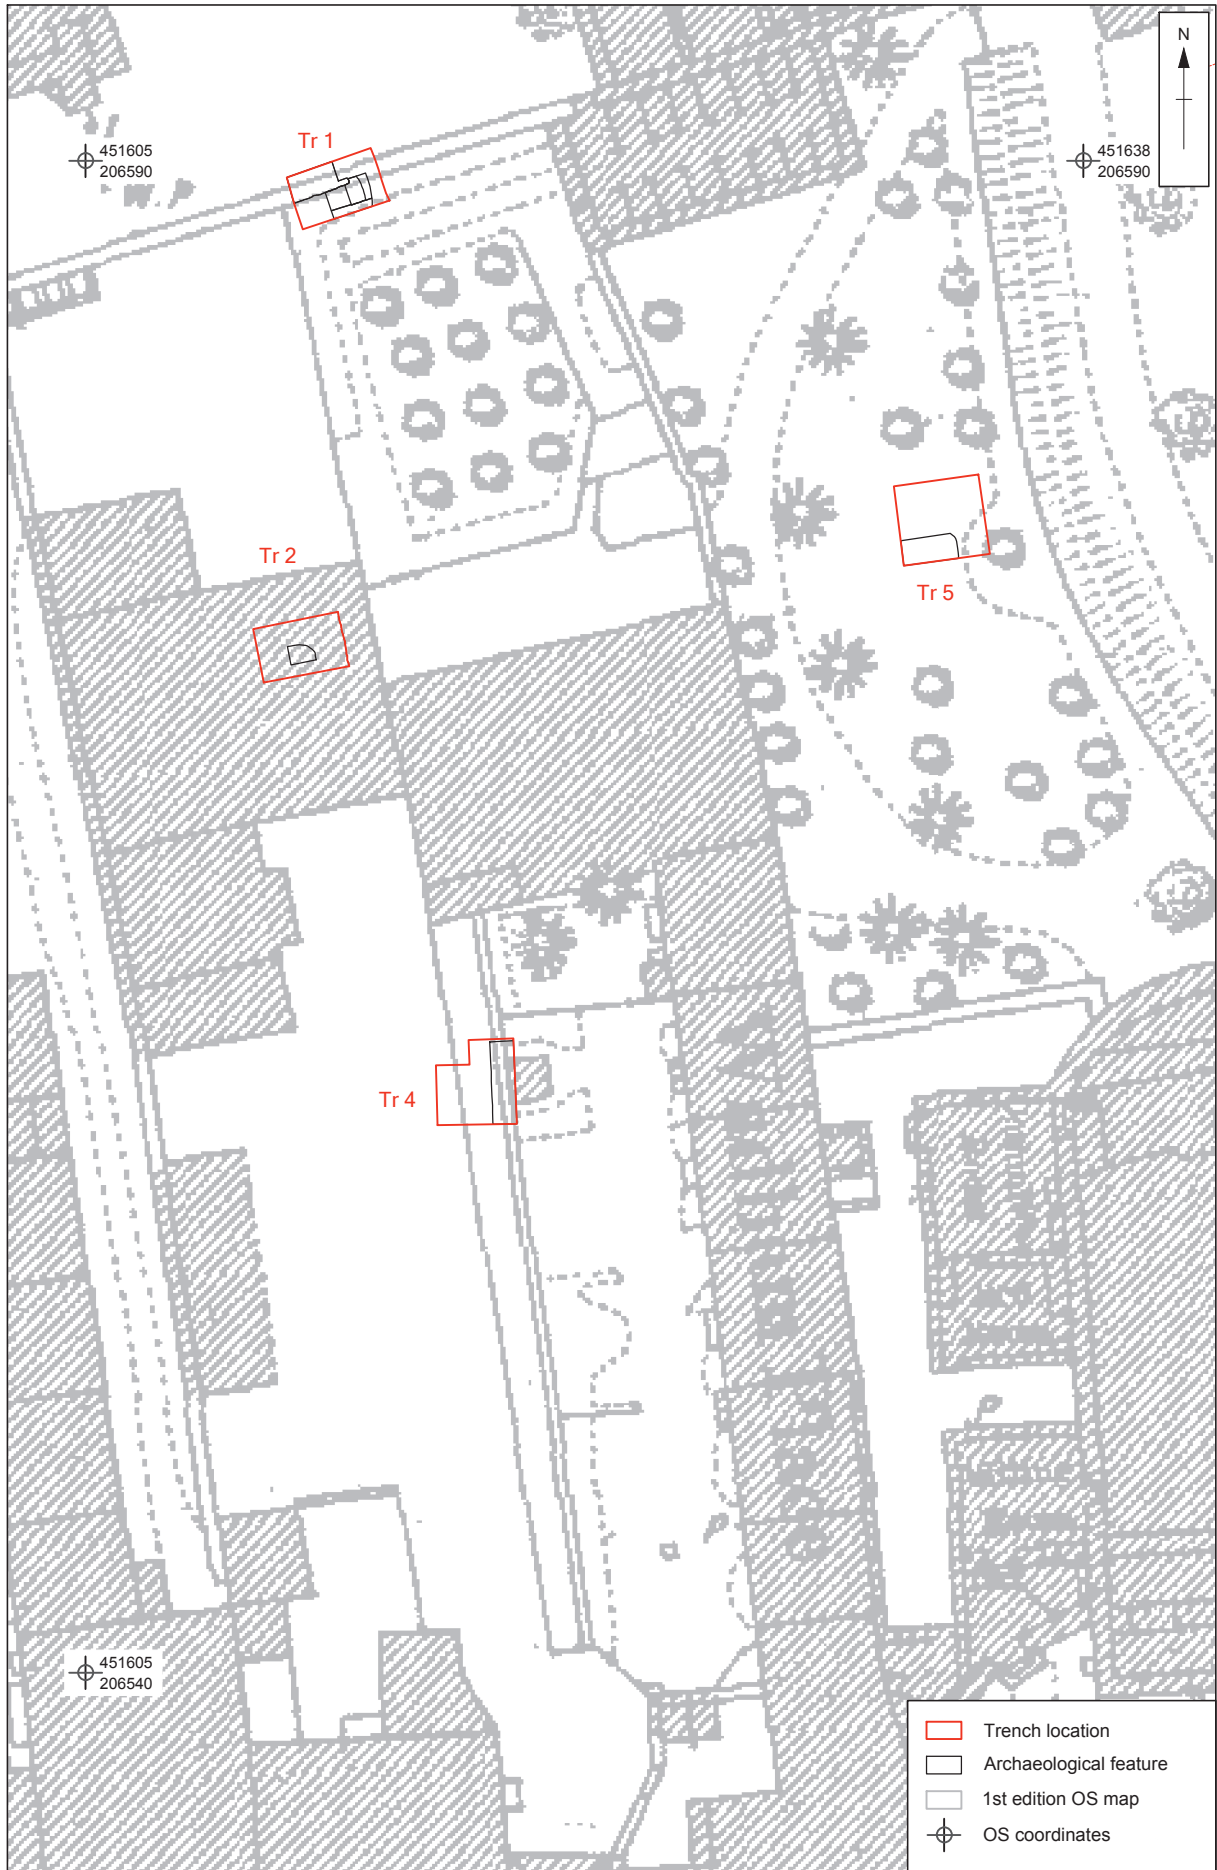 N
Tr 1
451605
206590
451638
206590
Tr 2
Tr 5
Tr 4
451605
206540
Trench location
Archaeological feature
1st edition OS map
OS coordinates